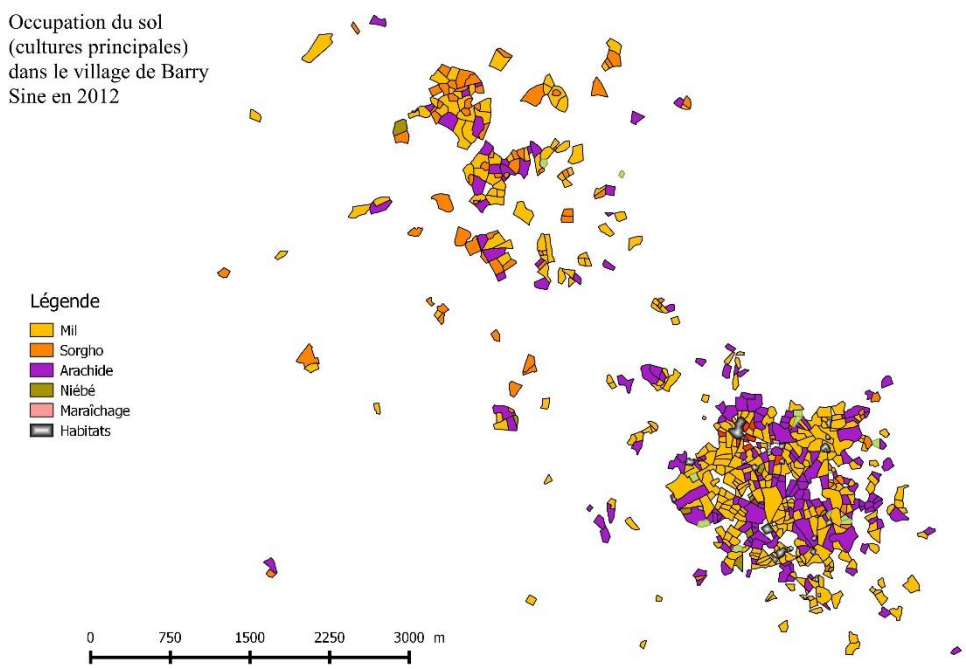 Occupation du sol
(cultures principales)
dans le village de Barry
Sine en 2012
Légende
Mil
Sorgho
Arachide
Niébé
Maraîchage
Habitats
0 750 1500 2250 3000 m